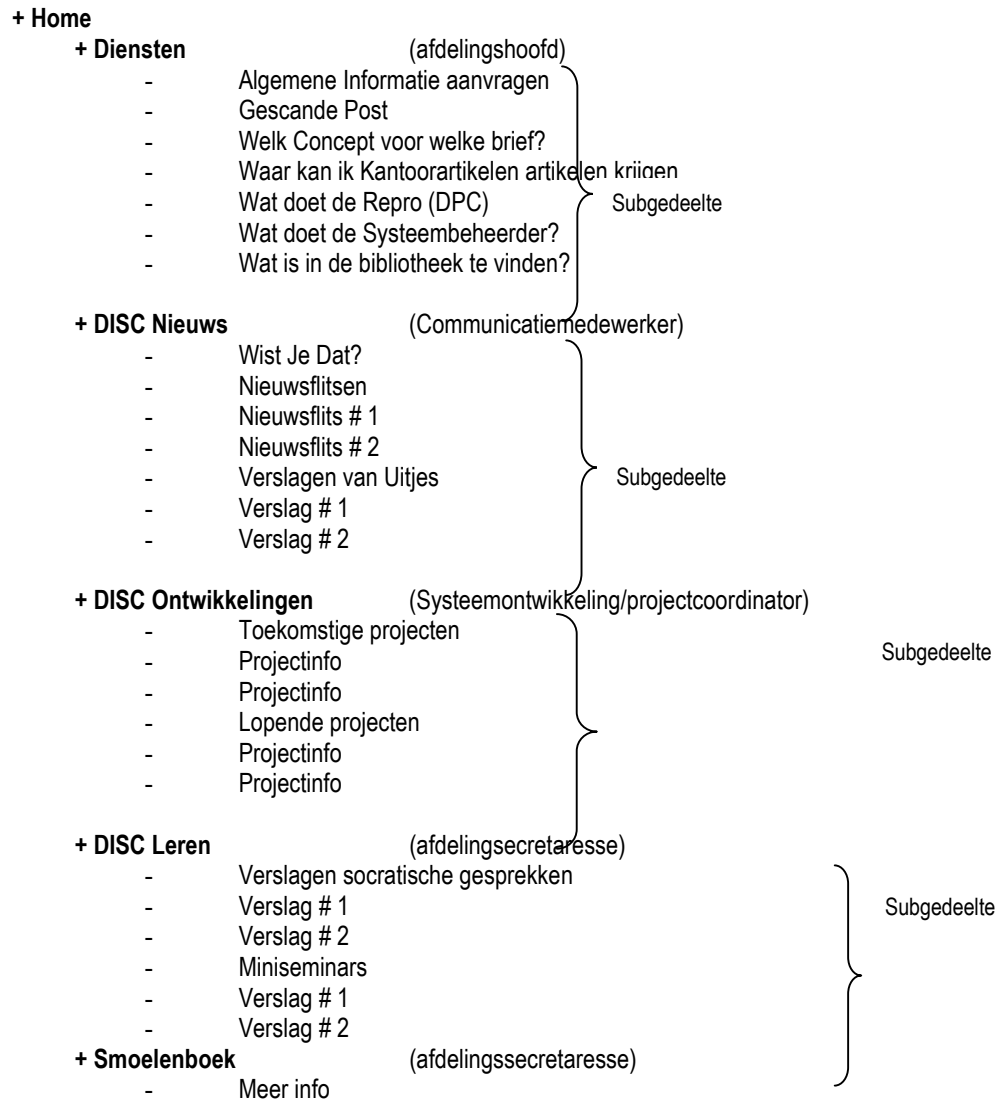 + Home
+ Diensten (afdelingshoofd)
- Algemene Informatie aanvragen
- Gescande Post
- Welk Concept voor welke brief?
- Waar kan ik Kantoorartikelen artikelen krijgen
- Wat doet de Repro (DPC) Subgedeelte
- Wat doet de Systeembeheerder?
- Wat is in de bibliotheek te vinden?
+ DISC Nieuws (Communicatiemedewerker)
- Wist Je Dat?
- Nieuwsflitsen
- Nieuwsflits # 1
- Nieuwsflits # 2
- Verslagen van Uitjes Subgedeelte
- Verslag # 1
- Verslag # 2
+ DISC Ontwikkelingen (Systeemontwikkeling/projectcoordinator)
- Toekomstige projecten
- Projectinfo Subgedeelte
- Projectinfo
- Lopende projecten
- Projectinfo
- Projectinfo
+ DISC Leren (afdelingsecretaresse)
- Verslagen socratische gesprekken
- Verslag # 1 Subgedeelte
- Verslag # 2
- Miniseminars
- Verslag # 1
- Verslag # 2
+ Smoelenboek (afdelingssecretaresse)
- Meer info